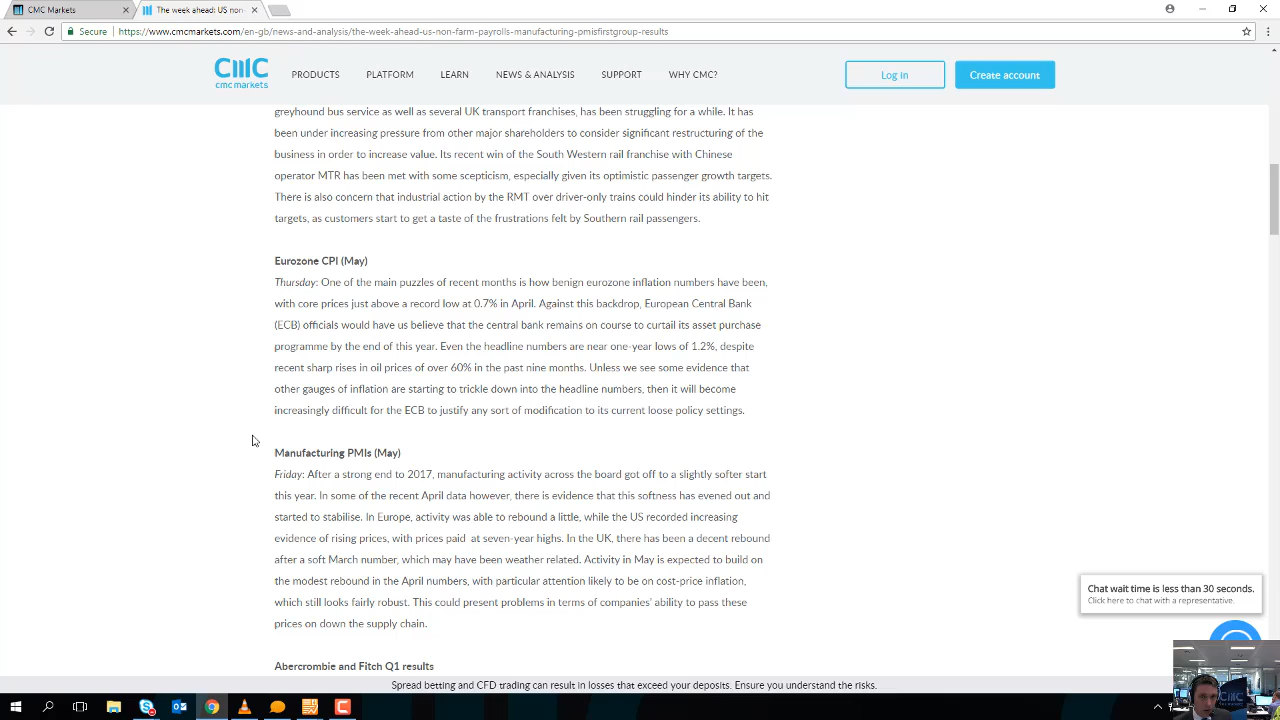 CMC Markets
The week ahead: US non-
Secure
https://www.cmcmarkets.com/en-gb/news-and-analysis/the-week-ahead-us-non-farm-payrolls-manufacturing-pmisfirstgroup-results
cmc markets
PRODUCTS
PLATFORM
LEARN
NEWS & ANALYSIS
SUPPORT
WHY CMC?
Log in
Create account
greyhound bus service as well as several UK transport franchises, has been struggling for a while. It has
been under increasing pressure from other major shareholders to consider significant restructuring of the
business in order to increase value. Its recent win of the South Western rail franchise with Chinese
operator MTR has been met with some scepticism, especially given its optimistic passenger growth targets.
There is also concern that industrial action by the RMT over driver-only trains could hinder its ability to hit
targets, as customers start to get a taste of the frustrations felt by Southern rail passengers.
Eurozone CPI (May)
Thursday: One of the main puzzles of recent months is how benign eurozone inflation numbers have been,
with core prices just above a record low at 0.7% in April. Against this backdrop, European Central Bank
(ECB) officials would have us believe that the central bank remains on course to curtail its asset purchase
programme by the end of this year. Even the headline numbers are near one-year lows of 1.2%, despite
recent sharp rises in oil prices of over 60% in the past nine months. Unless we see some evidence that
other gauges of inflation are starting to trickle down into the headline numbers, then it will become
increasingly difficult for the ECB to justify any sort of modification to its current loose policy settings.
Manufacturing PMIs (May)
Friday: After a strong end to 2017, manufacturing activity across the board got off to a slightly softer start
this year. In some of the recent April data however, there is evidence that this softness has evened out and
started to stabilise. In Europe, activity was able to rebound a little, while the US recorded increasing
evidence of rising prices, with prices paid at seven-year highs. In the UK, there has been a decent rebound
after a soft March number, which may have been weather related. Activity in May is expected to build on
the modest rebound in the April numbers, with particular attention likely to be on cost-price inflation,
which still looks fairly robust. This could present problems in terms of companies' ability to pass these
prices on down the supply chain.
Abercrombie and Fitch Q1 results
Chat wait time is less than 30 seconds.
Click here to chat with a representative.
Spread betting and CFD trading can result in losses that exceed your deposits. Ensure you understand the risks.